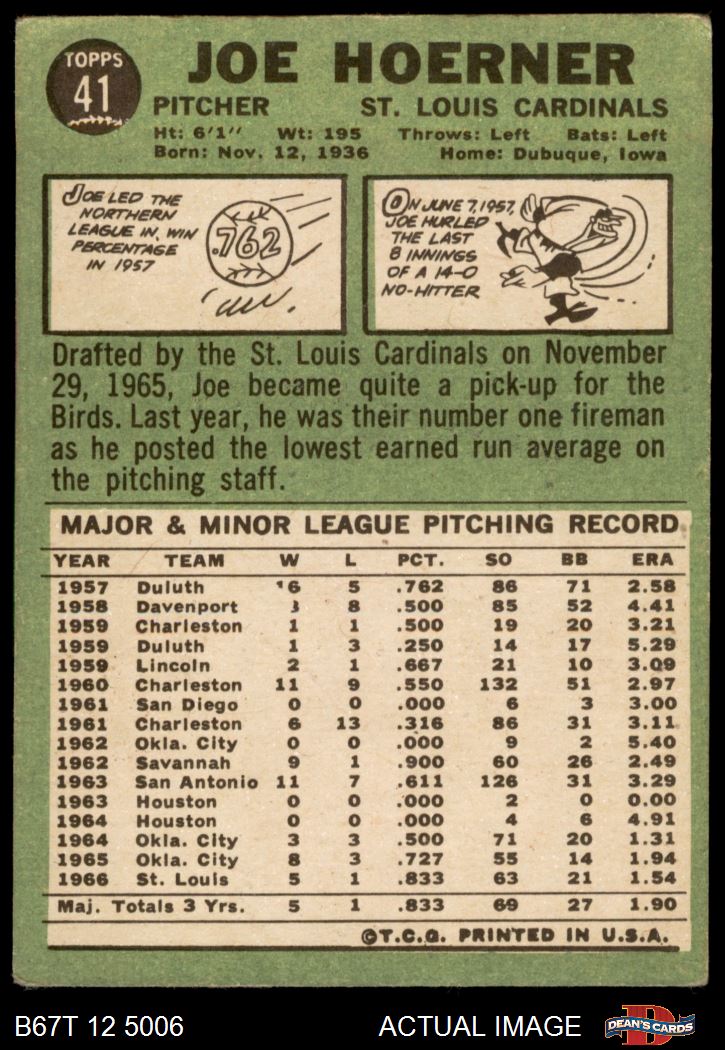 TOPPS
41
JOE HOERNER
PITCHER ST. LOUIS CARDINALS
Ht: 6'1" Wt: 195 Throws: Left Bats: Left
Born: Nov. 12, 1936 Home: Dubuque, Iowa
JOE LED THE
NORTHERN
LEAGUE IN WIN
PERCENTAGE
IN 1957
.762
ON JUNE 7, 1957,
JOE HURLED
THE LAST
8 INNINGS
OF A 14-0
NO-HITTER
Drafted by the St. Louis Cardinals on November
29, 1965, Joe became quite a pick-up for the
Birds. Last year, he was their number one fireman
as he posted the lowest earned run average on
the pitching staff.
MAJOR & MINOR LEAGUE PITCHING RECORD
YEAR TEAM W L PCT. SO BB ERA
1957 Duluth 16 5 .762 86 71 2.58
1958 Davenport 8 .500 85 52 4.41
1959 Charleston 1 1 .500 19 20 3.21
1959 Duluth 1 3 .250 14 17 5.29
1959 Lincoln 2 1 .667 21 10 3.09
1960 Charleston 11 9 .550 132 51 2.97
1961 San Diego 0 0 .000 6 3 3.00
1961 Charleston 6 13 .316 86 31 3.11
1962 Okla. City 0 0 .000 9 2 5.40
1962 Savannah 9 1 .900 60 26 2.49
1963 San Antonio 11 7 .611 126 31 3.29
1963 Houston 0 0 .000 2 0 0.00
1964 Houston 0 0 .000 4 6 4.91
1964 Okla. City 3 3 .500 71 20 1.31
1965 Okla. City 8 3 .727 55 14 1.94
1966 St. Louis 5 1 .833 63 21 1.54
Maj. Totals 3 Yrs. 5 1 .833 69 27 1.90
©T.C.G. PRINTED IN U.S.A.
B67T 12 5006 ACTUAL IMAGE
D
DEAN'S CARDS